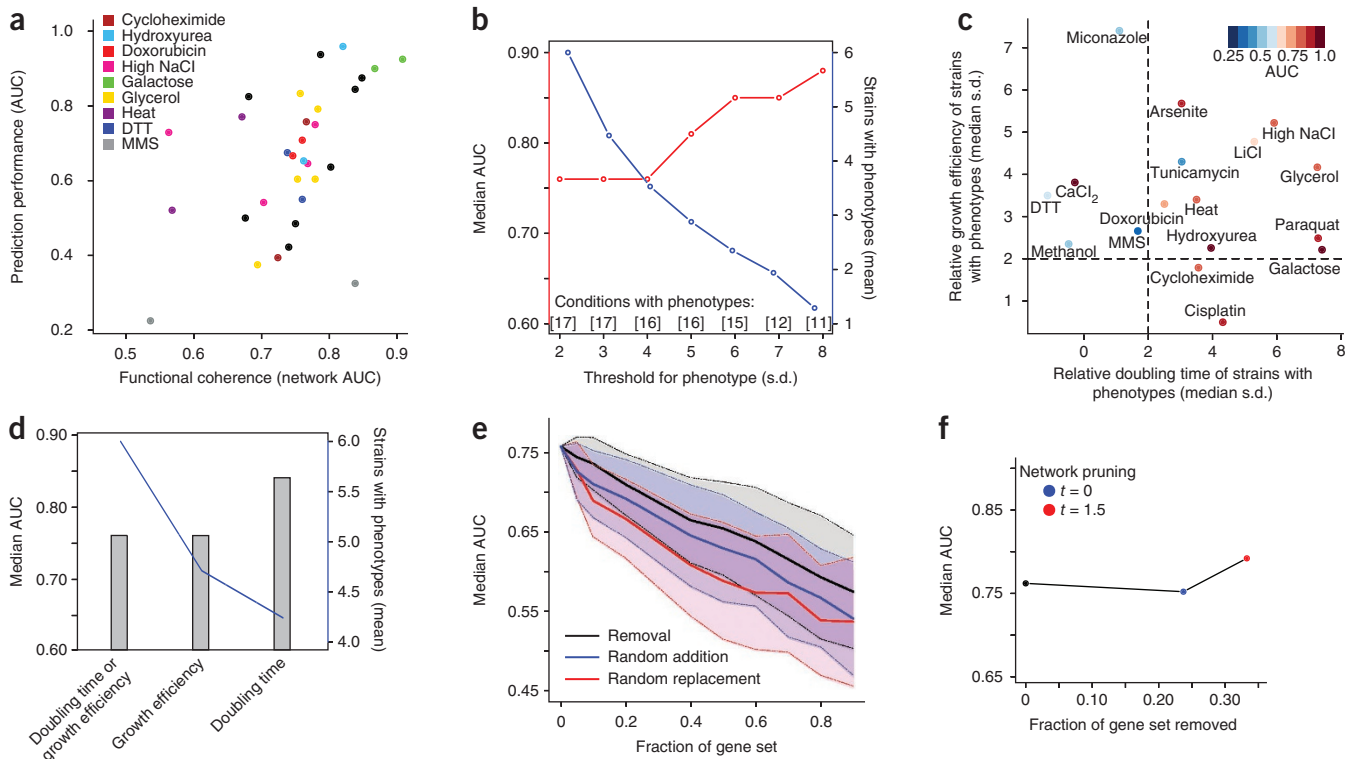 a
Prediction performance (AUC)
1.0
0.8
0.6
0.4
0.2
Cycloheximide
Hydroxyurea
Doxorubicin
High NaCl
Galactose
Glycerol
Heat
DTT
MMS
0.5 0.6 0.7 0.8 0.9
Functional coherence (network AUC)
b
Median AUC
0.90
0.80
0.70
0.60
Strains with phenotypes (mean)
6
5
4
3
2
1
Conditions with phenotypes:
[17] [17] [16] [16] [15] [12] [11]
2 3 4 5 6 7 8
Threshold for phenotype (s.d.)
c
Relative growth efficiency of strains
with phenotypes (median s.d.)
7
6
5
4
3
2
1
0.25 0.5 0.75 1.0
AUC
Miconazole
Arsenite
High NaCl
LiCl
Tunicamycin
Glycerol
CaCl2
DTT
Doxorubicin
Heat
Methanol
MMS
Hydroxyurea
Paraquat
Galactose
Cycloheximide
Cisplatin
0 2 4 6 8
Relative doubling time of strains with
phenotypes (median s.d.)
d
Median AUC
0.90
0.80
0.70
0.60
Strains with
phenotypes (mean)
6.0
5.5
5.0
4.5
4.0
Doubling time or
growth efficiency
Growth efficiency
Doubling time
e
Median AUC
0.75
0.65
0.55
0.45
Removal
Random addition
Random replacement
0 0.2 0.4 0.6 0.8
Fraction of gene set
f
Median AUC
0.85
0.75
0.65
Network pruning
t = 0
t = 1.5
0 0.10 0.20 0.30
Fraction of gene set removed